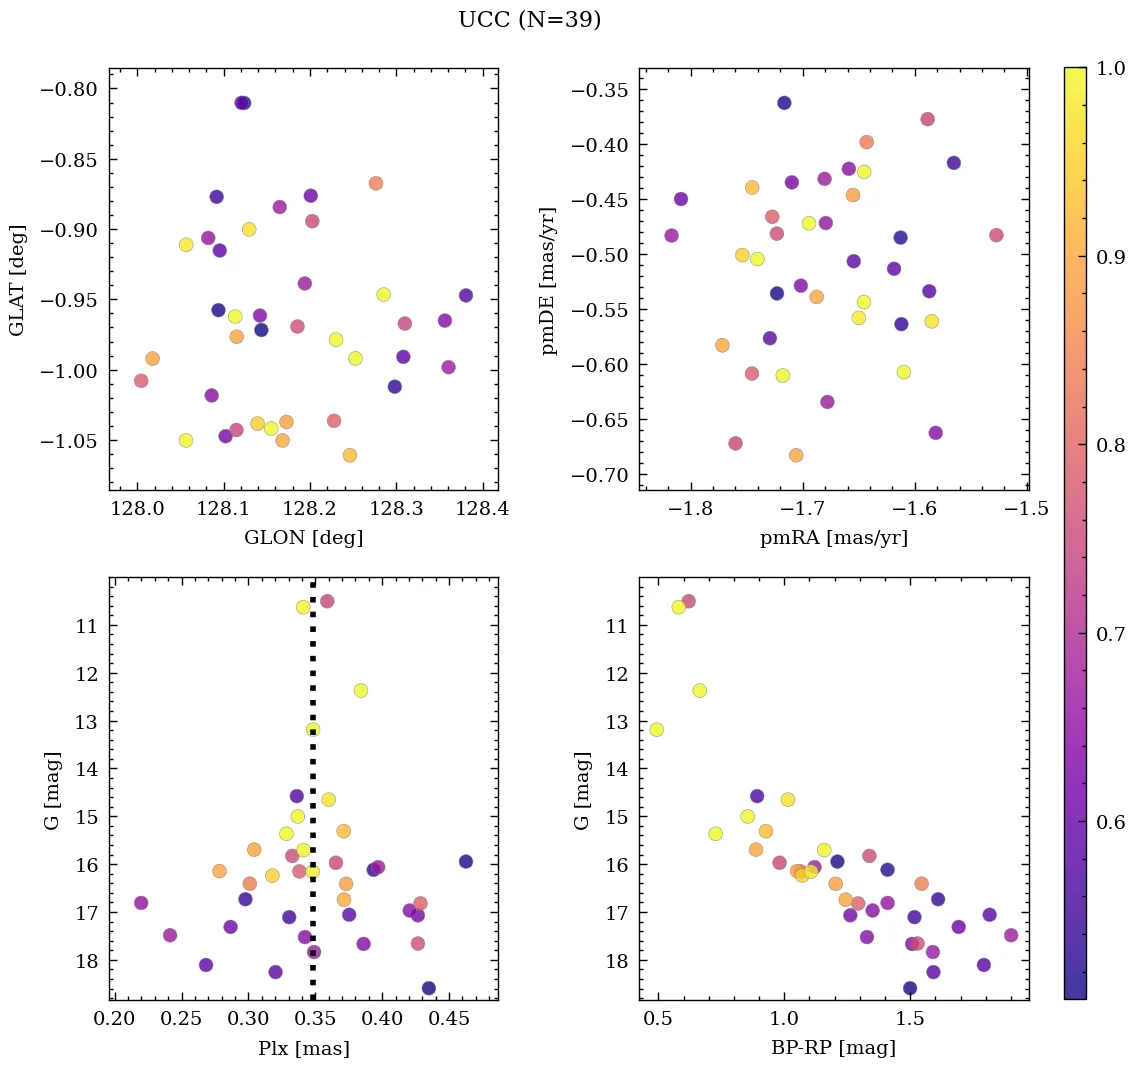 UCC (N=39)
−0.80
−0.85
−0.90
−0.95
−1.00
−1.05
GLAT [deg]
128.0 128.1 128.2 128.3 128.4
GLON [deg]
−0.35
−0.40
−0.45
−0.50
−0.55
−0.60
−0.65
−0.70
pmDE [mas/yr]
−1.8 −1.7 −1.6 −1.5
pmRA [mas/yr]
11
12
13
14
15
16
17
18
G [mag]
0.20 0.25 0.30 0.35 0.40 0.45
Plx [mas]
11
12
13
14
15
16
17
18
G [mag]
0.5 1.0 1.5
BP-RP [mag]
1.0
0.9
0.8
0.7
0.6